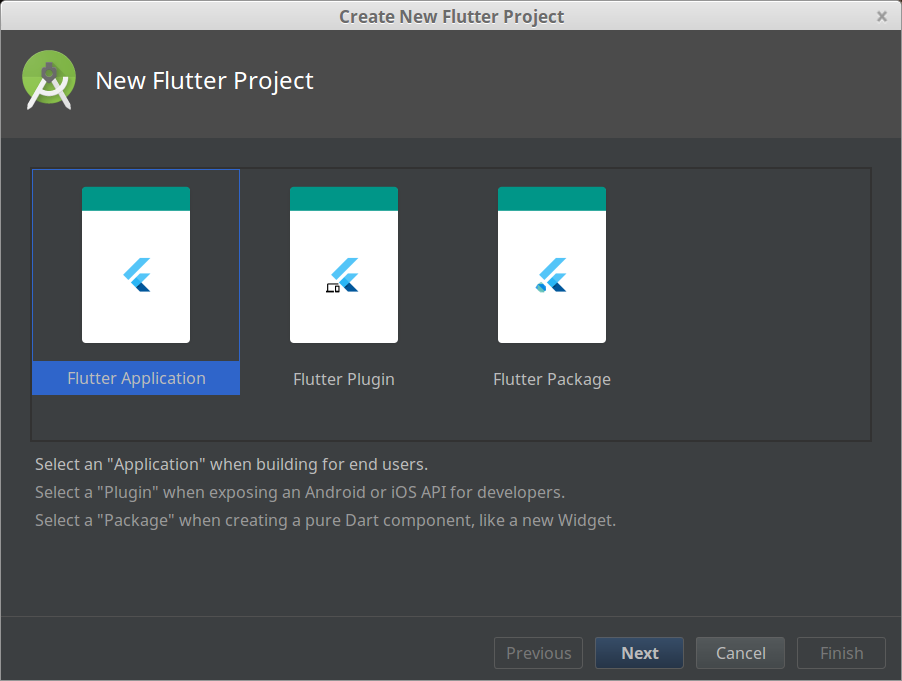 Create New Flutter Project
New Flutter Project
Flutter Application
Flutter Plugin
Flutter Package
Select an "Application" when building for end users.
Select a "Plugin" when exposing an Android or iOS API for developers.
Select a "Package" when creating a pure Dart component, like a new Widget.
Previous
Next
Cancel
Finish